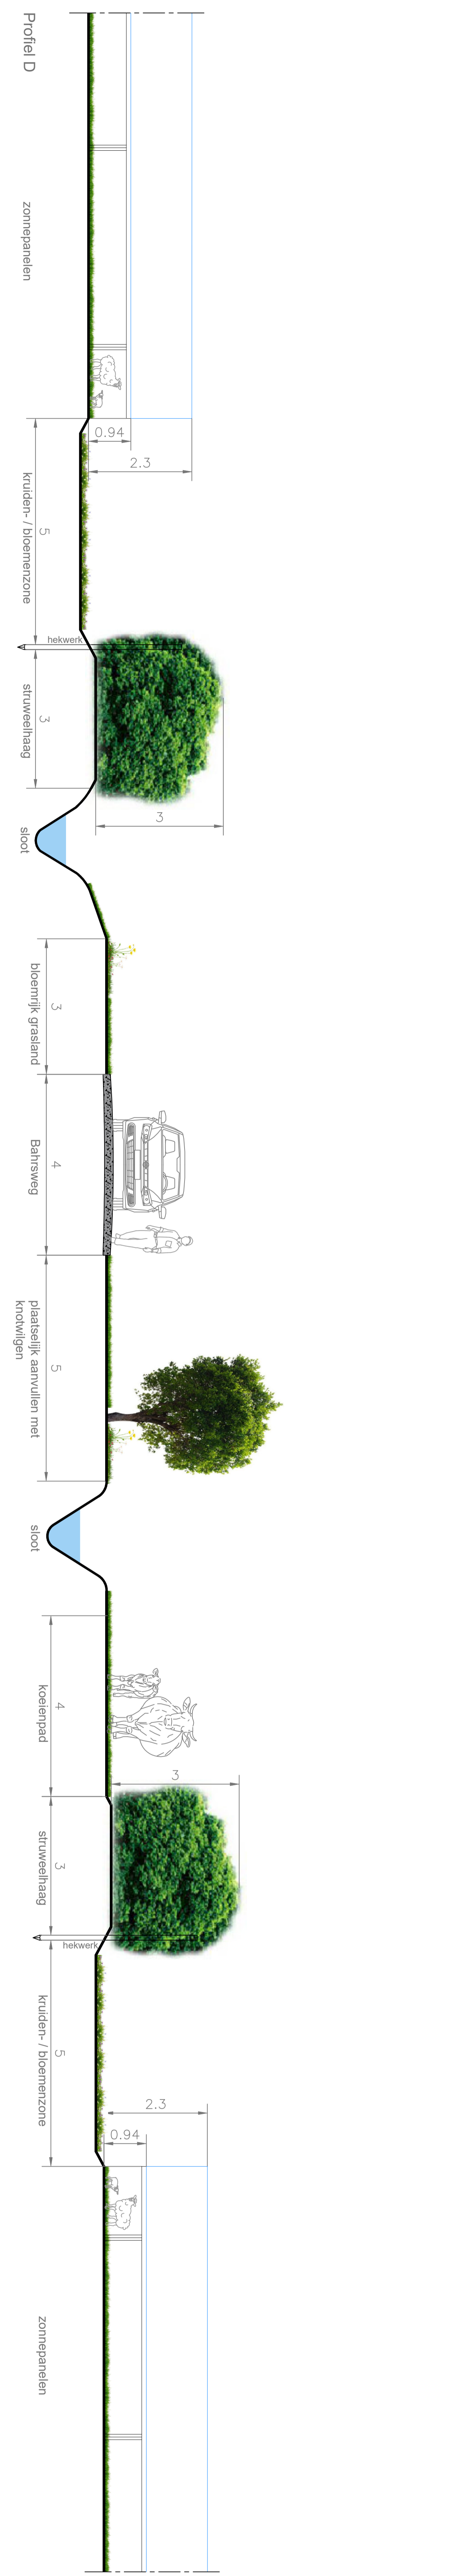 Profiel D
zonnepanelen
0.94
2.3
5
kruiden- / bloemenzone
hekwerk
3
struweelhaag
3
sloot
3
bloemrijk grasland
4
Bahrsweg
5
plaatselijk aanvullen met
knotwilgen
sloot
4
koeienpad
3
3
struweelhaag
hekwerk
5
kruiden- / bloemenzone
2.3
0.94
zonnepanelen